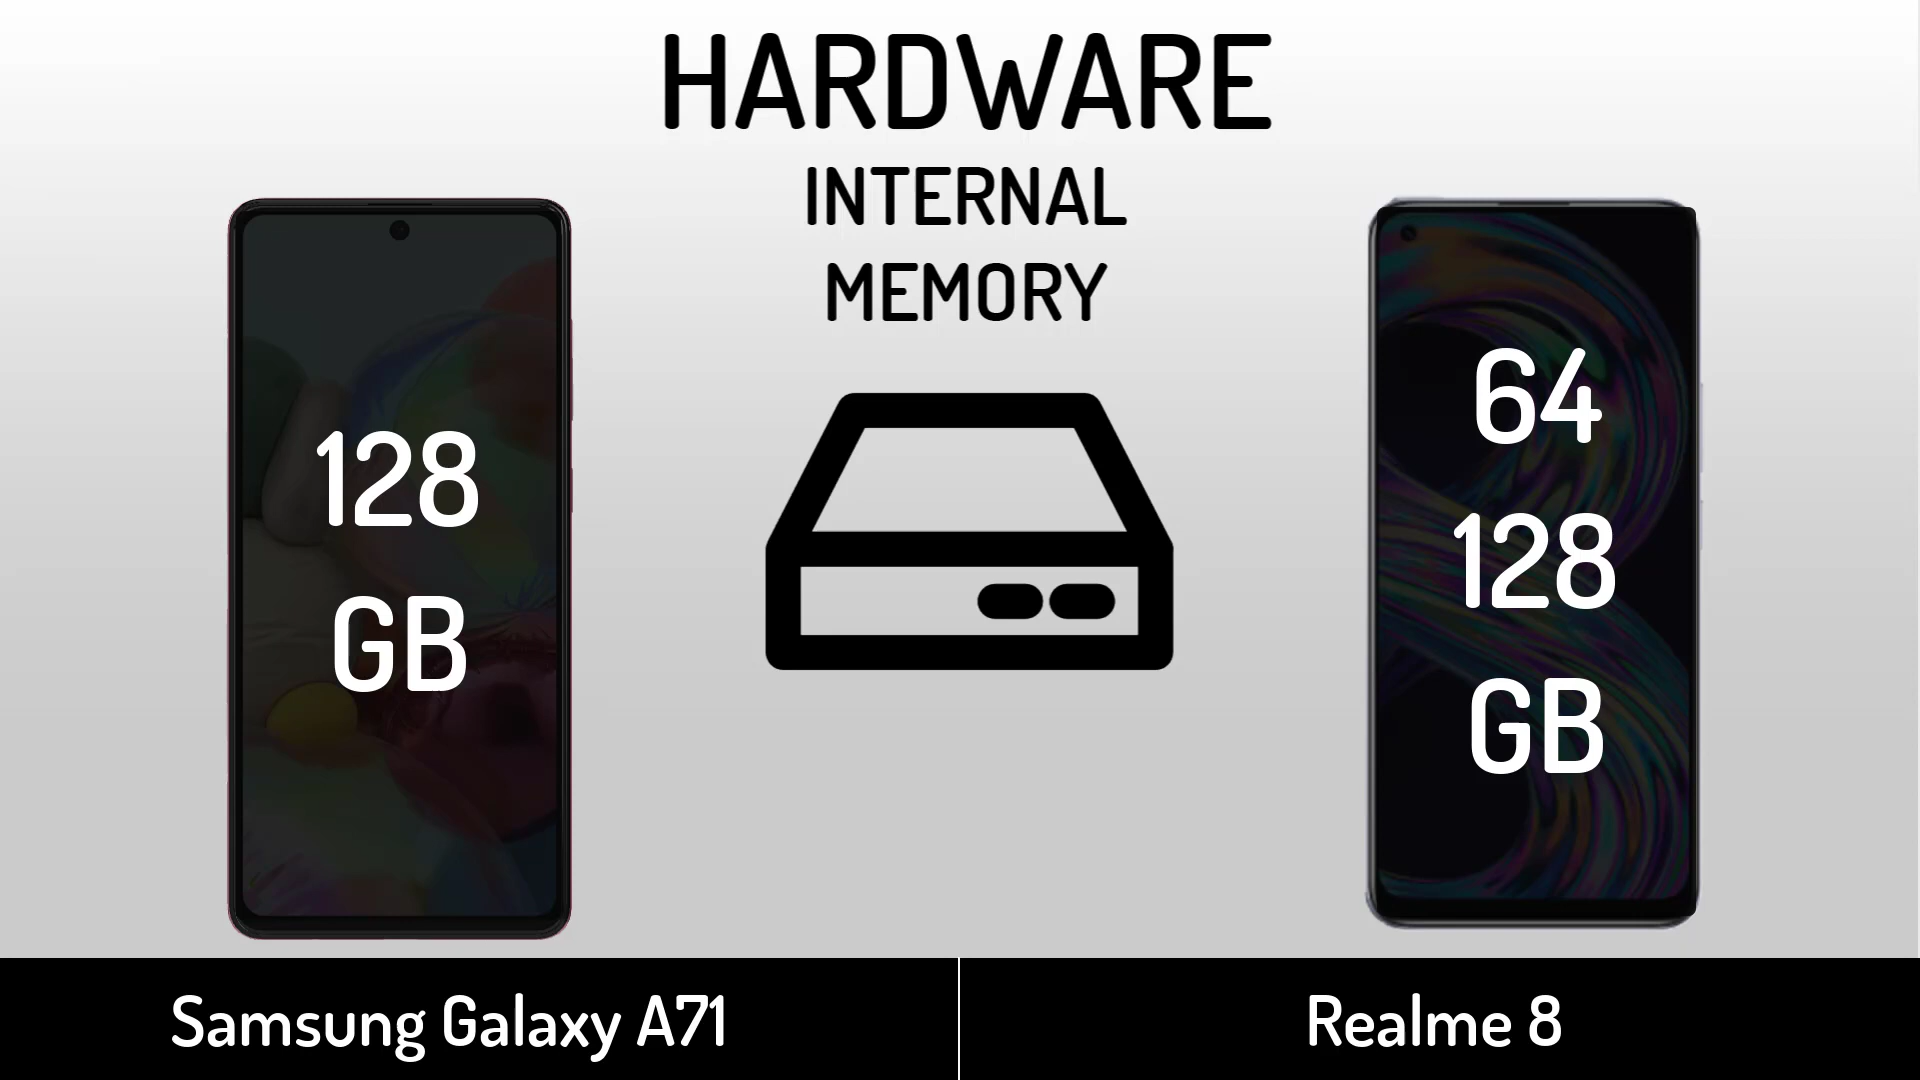 HARDWARE
INTERNAL
MEMORY
128
GB
64
128
GB
Samsung Galaxy A71
Realme 8